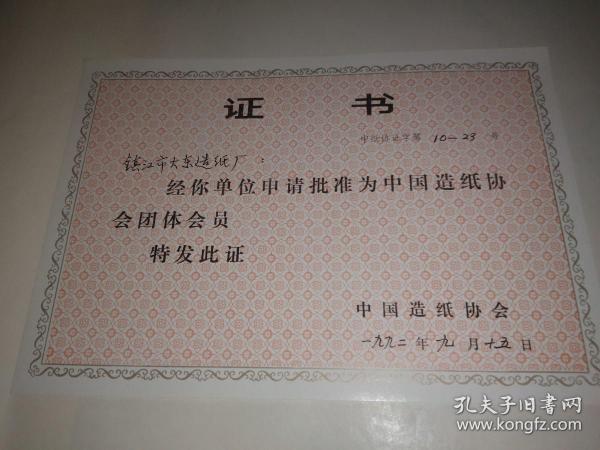 证 书
中纸协证字第 10—23 号
镇江市大东造纸厂：
经你单位申请批准为中国造纸协
会团体会员
特发此证
中国造纸协会
一九九二年九月十五日
孔夫子旧书网
www.kongfz.com